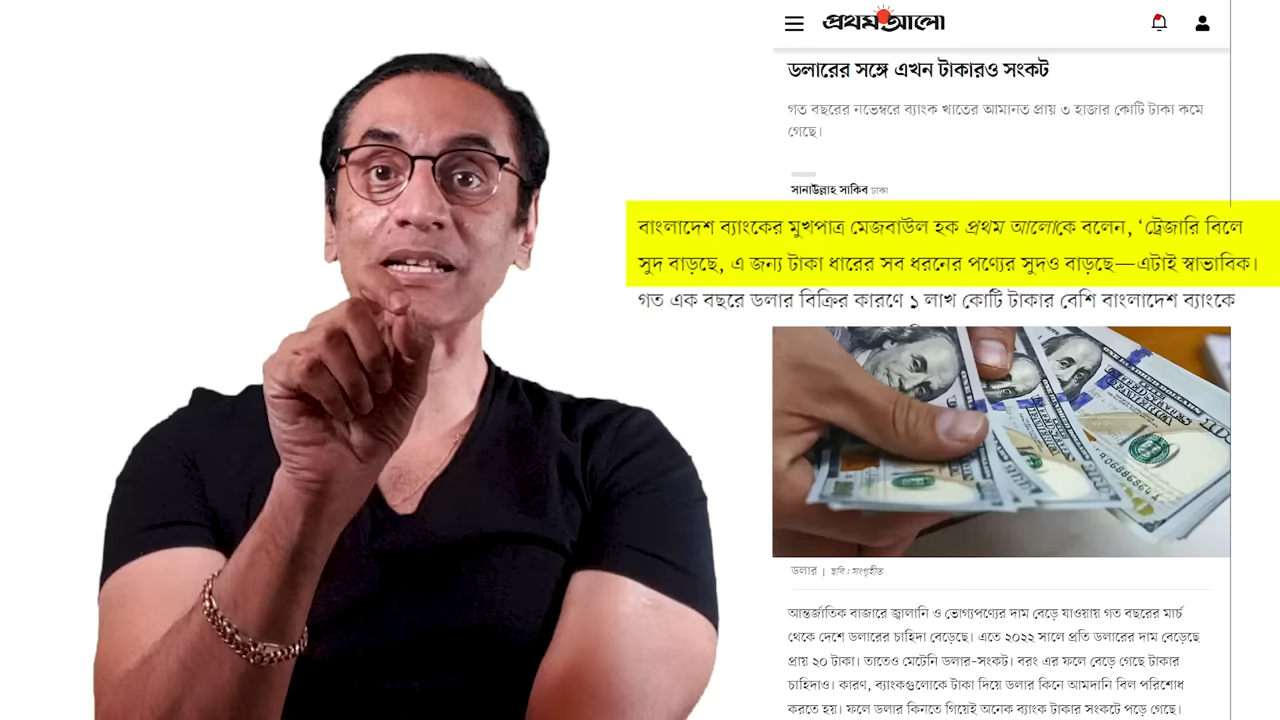 প্রথম আলো
ডলারের সঙ্গে এখন টাকারও সংকট
গত বছরের নভেম্বরে ব্যাংক খাতের আমানত প্রায় ৩ হাজার কোটি টাকা কমে
গেছে।
সানাউল্লাহ সাকিব ঢাকা
বাংলাদেশ ব্যাংকের মুখপাত্র মেজবাউল হক প্রথম আলোকে বলেন, ‘ট্রেজারি বিলে
সুদ বাড়ছে, এ জন্য টাকা ধারের সব ধরনের পণ্যের সুদও বাড়ছে—এটাই স্বাভাবিক।
গত এক বছরে ডলার বিক্রির কারণে ১ লাখ কোটি টাকার বেশি বাংলাদেশ ব্যাংকে
ডলার । ছবি : সংগৃহীত
আন্তর্জাতিক বাজারে জ্বালানি ও ভোগ্যপণ্যের দাম বেড়ে যাওয়ায় গত বছরের মার্চ
থেকে দেশে ডলারের চাহিদা বেড়েছে। এতে ২০২২ সালে প্রতি ডলারের দাম বেড়েছে
প্রায় ২০ টাকা। তাতেও মেটেনি ডলার-সংকট। বরং এর ফলে বেড়ে গেছে টাকার
চাহিদাও। কারণ, ব্যাংকগুলোকে টাকা দিয়ে ডলার কিনে আমদানি বিল পরিশোধ
করতে হয়। ফলে ডলার কিনতে গিয়েই অনেক ব্যাংক টাকার সংকটে পড়ে গেছে।